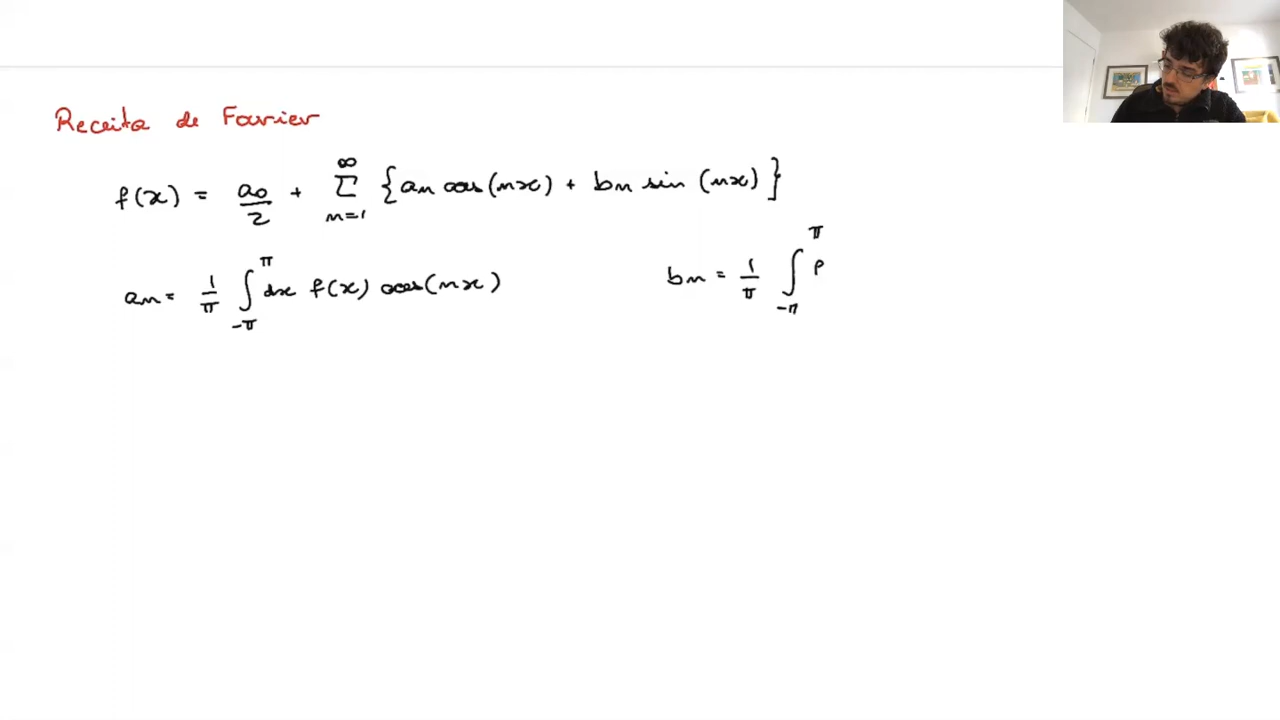 Receita de Fourier
f(x) = a0/2 + ∞ Σ n=1 {an cos(nx) + bn sin(nx)}
an = 1/π ∫ π -π dx f(x) cos(nx)
bn = 1/π ∫ π -π